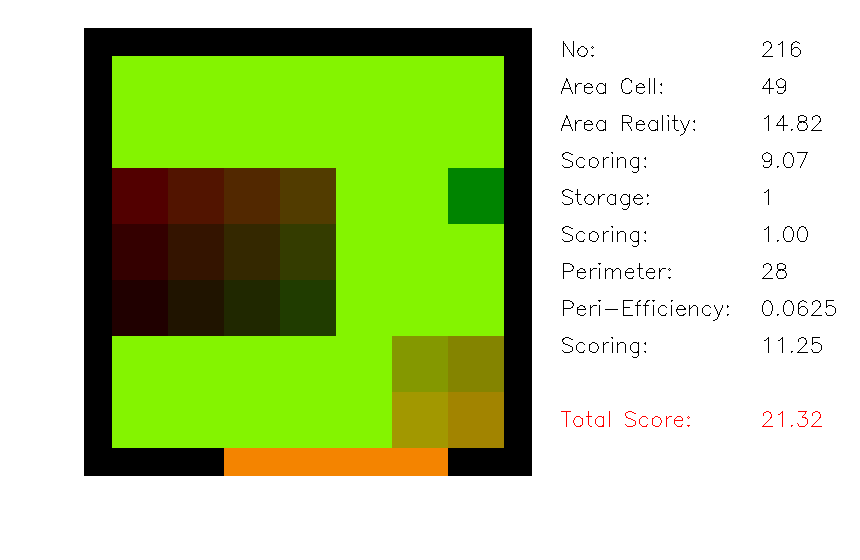 No: 216
Area Cell: 49
Area Reality: 14.82
Scoring: 9.07
Storage: 1
Scoring: 1.00
Perimeter: 28
Peri-Efficiency: 0.0625
Scoring: 11.25
Total Score: 21.32